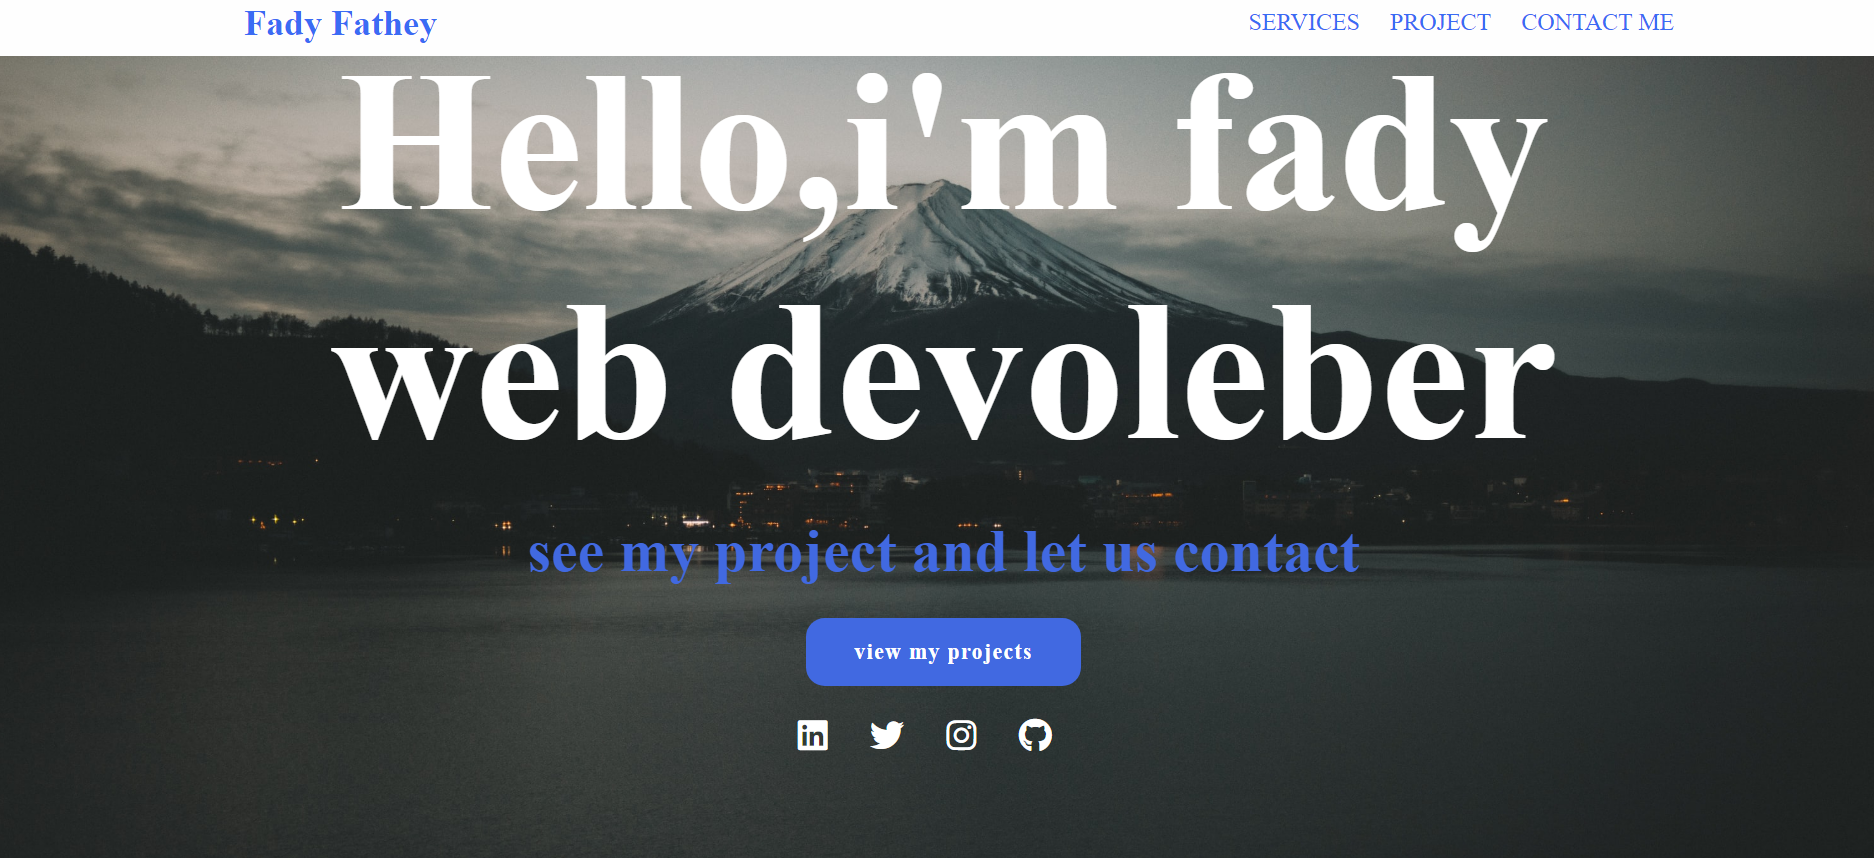 Fady Fathey
SERVICES PROJECT CONTACT ME
Hello,i'm fady
web devoleber
see my project and let us contact
view my projects
in